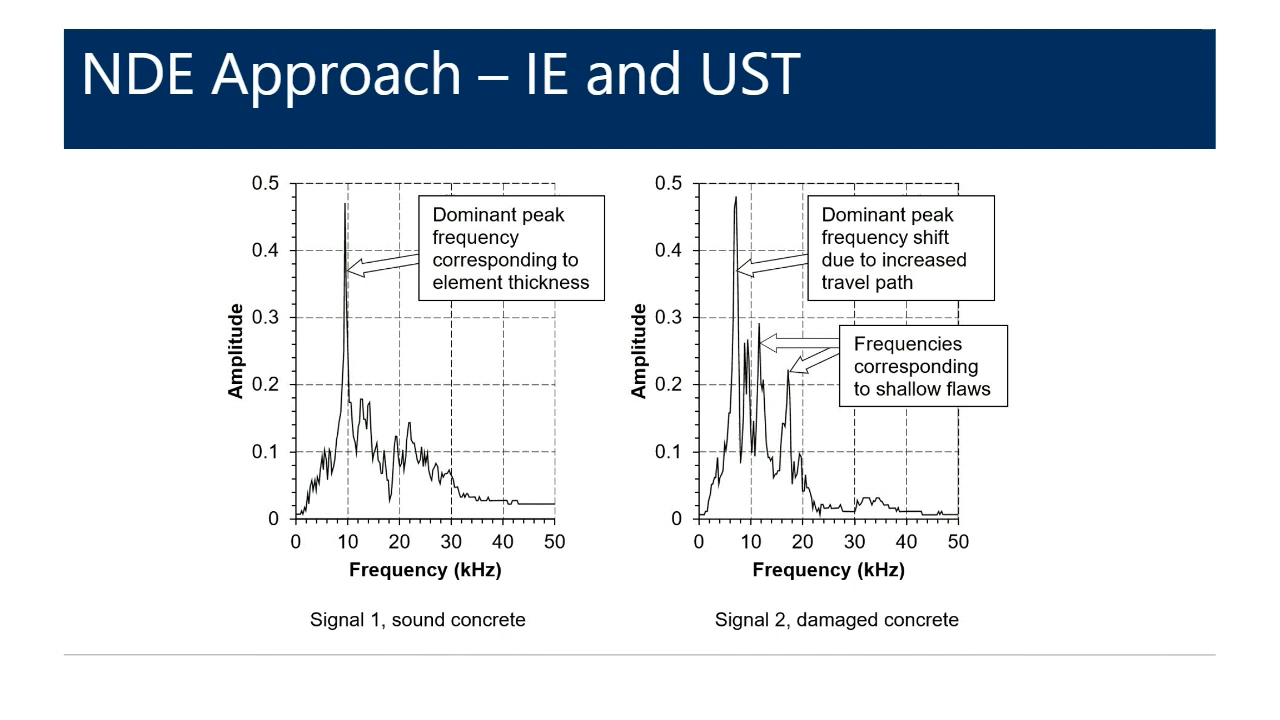 NDE Approach – IE and UST
0.5
0.4
0.3
0.2
0.1
0
Amplitude
Dominant peak
frequency
corresponding to
element thickness
0 10 20 30 40 50
Frequency (kHz)
Signal 1, sound concrete
0.5
0.4
0.3
0.2
0.1
0
Amplitude
Dominant peak
frequency shift
due to increased
travel path
Frequencies
corresponding
to shallow flaws
0 10 20 30 40 50
Frequency (kHz)
Signal 2, damaged concrete